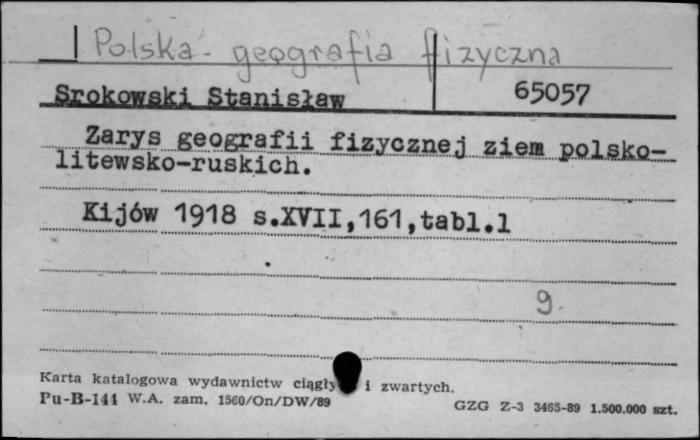 Polska - geografia fizyczna
Srokowski Stanisław 65057
Zarys geografii fizycznej ziem polsko-
litewsko-ruskich.
Kijów 1918 s.XVII,161,tabl.1
9.
Karta katalogowa wydawnictw i zwartych.
Pu-B-141 W.A. zam. 1560/On/DW/89 GZG Z-3 3465-89 1.500.000 szt.